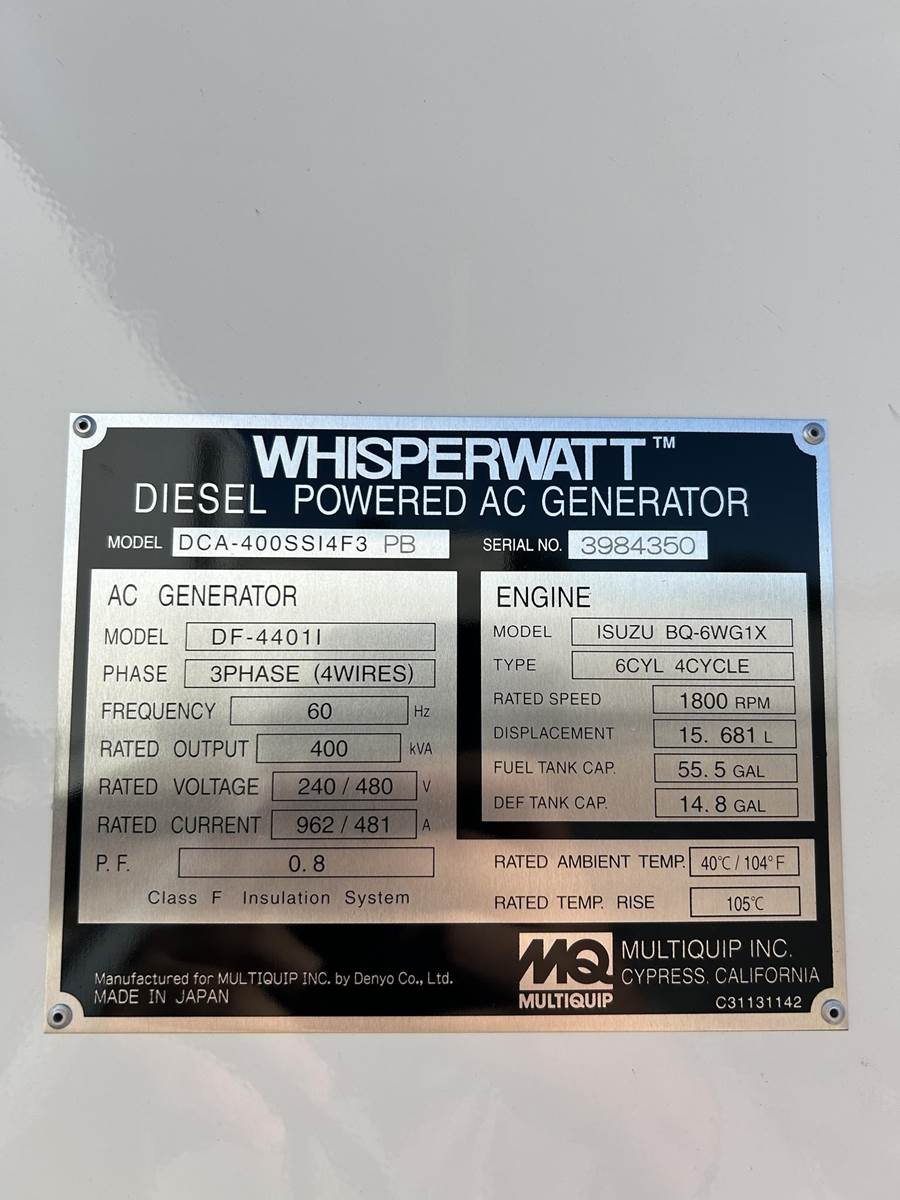 WHISPERWATT™
DIESEL POWERED AC GENERATOR
MODEL DCA-400SSI4F3 PB
SERIAL NO. 3984350
AC GENERATOR
MODEL DF-4401I
PHASE 3PHASE (4WIRES)
FREQUENCY 60 Hz
RATED OUTPUT 400 kVA
RATED VOLTAGE 240 / 480 V
RATED CURRENT 962 / 481 A
P. F. 0.8
Class F Insulation System
ENGINE
MODEL ISUZU BQ-6WG1X
TYPE 6CYL 4CYCLE
RATED SPEED 1800 RPM
DISPLACEMENT 15. 681 L
FUEL TANK CAP. 55. 5 GAL
DEF TANK CAP. 14. 8 GAL
RATED AMBIENT TEMP. 40℃ / 104°F
RATED TEMP. RISE 105℃
Manufactured for MULTIQUIP INC. by Denyo Co., Ltd.
MADE IN JAPAN
MQ
MULTIQUIP
MULTIQUIP INC.
CYPRESS. CALIFORNIA
C31131142